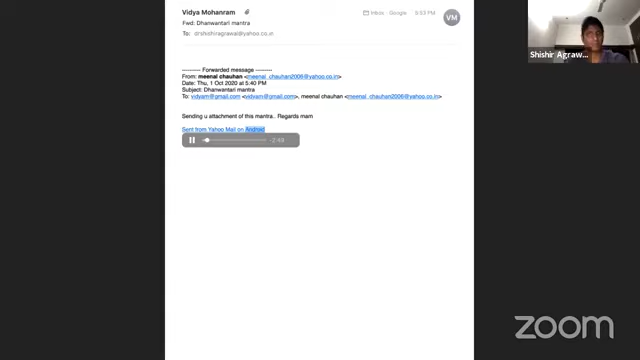 Vidya Mohanram
Inbox - Google 5:53 PM
VM
Fwd: Dhanwantari mantra
To: drshishiragrawal@yahoo.co.in
---------- Forwarded message ---------
From: meenal chauhan <meenal_chauhan2006@yahoo.co.in>
Date: Thu, 1 Oct 2020 at 5:40 PM
Subject: Dhanwantari mantra
To: vidyam@gmail.com <vidyam@gmail.com>, meenal chauhan <meenal_chauhan2006@yahoo.co.in>
Sending u attachment of this mantra.. Regards mam
Sent from Yahoo Mail on Android
-2:43
Shishir Agraw...
zoom